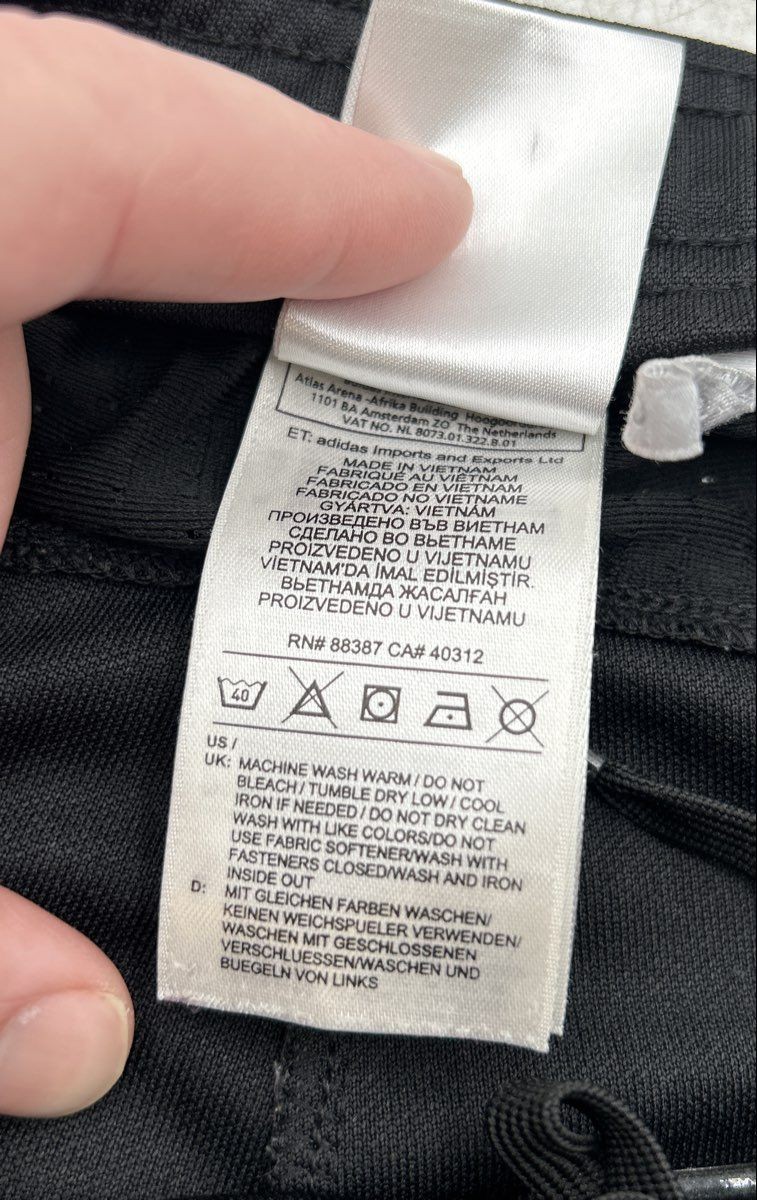 Atlas Arena -Afrika Building Hoogoord
1101 BA Amsterdam ZO The Netherlands
VAT NO. NL 8073.01.322.B.01
ET: adidas Imports and Exports Ltd
MADE IN VIETNAM
FABRIQUÉ AU VIÊTNAM
FABRICADO EN VIETNAM
FABRICADO NO VIETNAME
GYÁRTVA: VIETNÁM
ПРОИЗВЕДЕНО ВЪВ ВИЕТНАМ
СДЕЛАНО ВО ВЬЕТНАМЕ
PROIZVEDENO U VIJETNAMU
VİETNAM'DA İMAL EDİLMİŞTİR.
ВЬЕТНАМДА ЖАСАЛҒАН
PROIZVEDENO U VIJETNAMU
RN# 88387 CA# 40312
40
US /
UK: MACHINE WASH WARM / DO NOT
BLEACH / TUMBLE DRY LOW / COOL
IRON IF NEEDED / DO NOT DRY CLEAN
WASH WITH LIKE COLORS/DO NOT
USE FABRIC SOFTENER/WASH WITH
FASTENERS CLOSED/WASH AND IRON
INSIDE OUT
D: MIT GLEICHEN FARBEN WASCHEN/
KEINEN WEICHSPUELER VERWENDEN/
WASCHEN MIT GESCHLOSSENEN
VERSCHLUESSEN/WASCHEN UND
BUEGELN VON LINKS